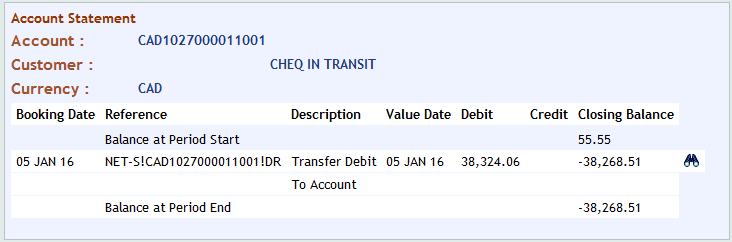 Account Statement
Account : CAD1027000011001
Customer : CHEQ IN TRANSIT
Currency : CAD
Booking Date Reference Description Value Date Debit Credit Closing Balance
Balance at Period Start 55.55
05 JAN 16 NET-S!CAD1027000011001!DR Transfer Debit 05 JAN 16 38,324.06 -38,268.51
To Account
Balance at Period End -38,268.51